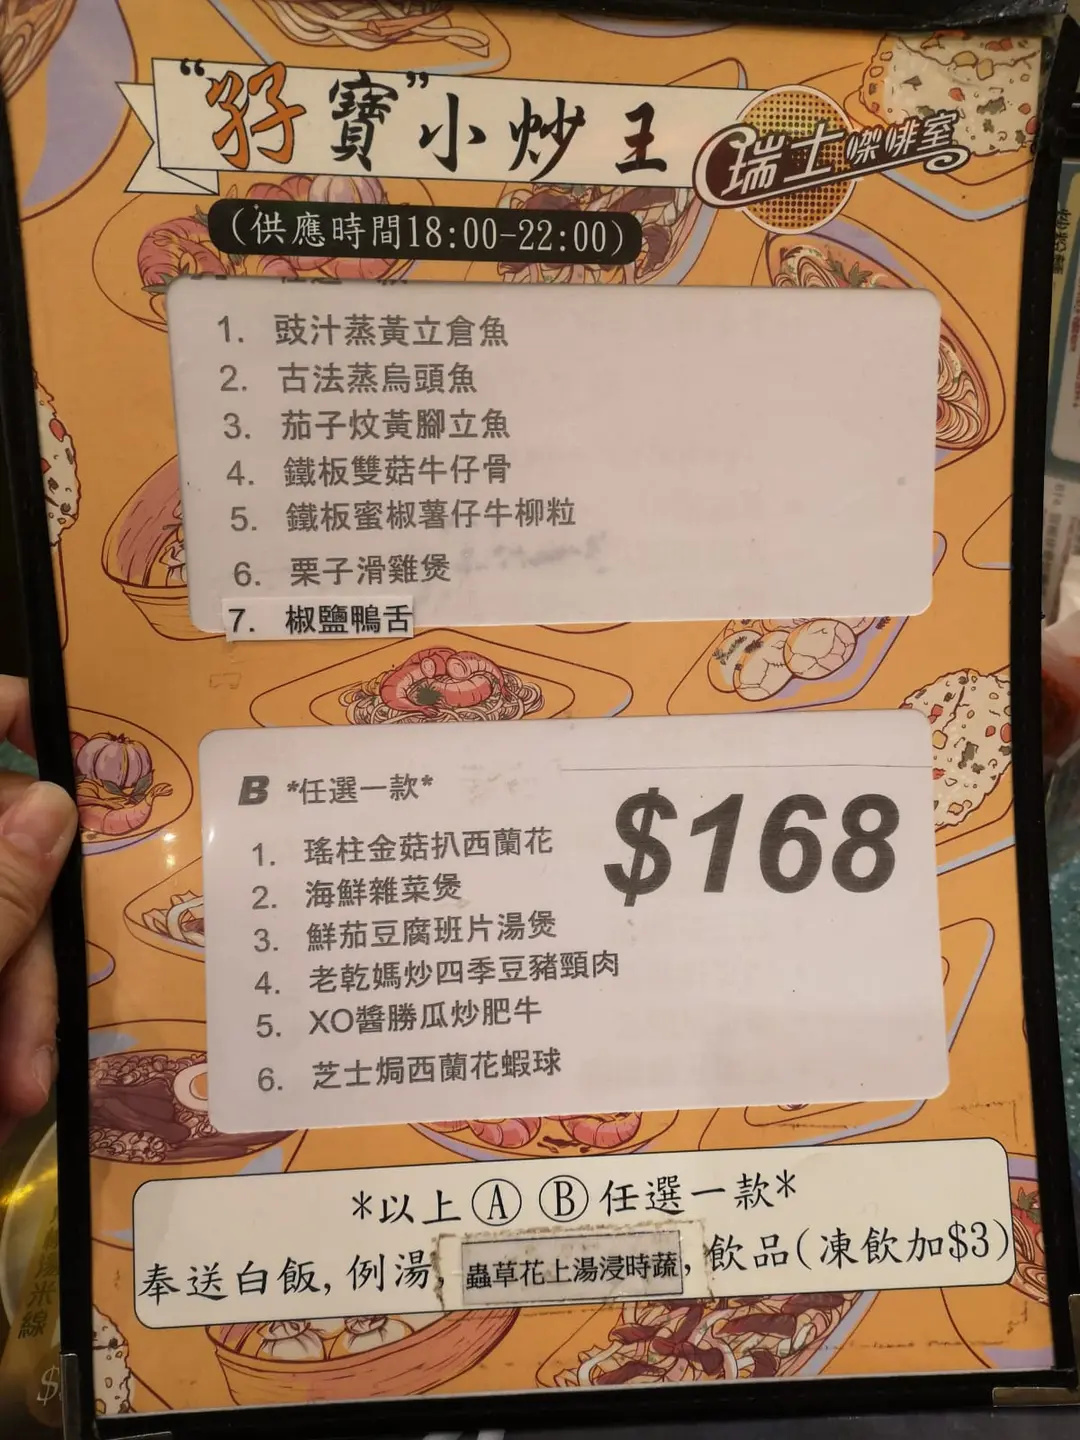 "孖寶"小炒王
瑞士咖啡室
(供應時間18:00-22:00)
1. 豉汁蒸黃立倉魚
2. 古法蒸烏頭魚
3. 茄子炆黃腳立魚
4. 鐵板雙菇牛仔骨
5. 鐵板蜜椒薯仔牛柳粒
6. 栗子滑雞煲
7. 椒鹽鴨舌
B *任選一款*
$168
1. 瑤柱金菇扒西蘭花
2. 海鮮雜菜煲
3. 鮮茄豆腐班片湯煲
4. 老乾媽炒四季豆豬頸肉
5. XO醬勝瓜炒肥牛
6. 芝士焗西蘭花蝦球
*以上Ⓐ Ⓑ任選一款*
奉送白飯, 例湯, 蟲草花上湯浸時蔬, 飲品(凍飲加$3)
米線